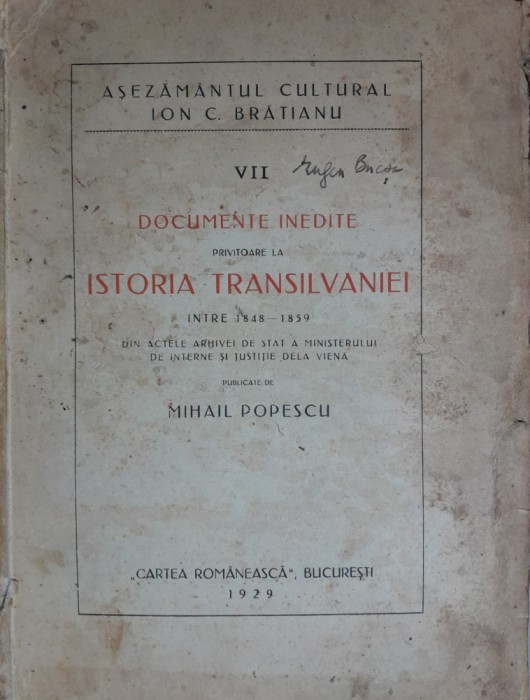 AȘEZĂMÂNTUL CULTURAL
ION C. BRĂTIANU
VII
DOCUMENTE INEDITE
PRIVITOARE LA
ISTORIA TRANSILVANIEI
INTRE 1848—1859
DIN ACTELE ARHIVEI DE STAT A MINISTERULUI
DE INTERNE ȘI JUSTIȚIE DELA VIENA
PUBLICATE DE
MIHAIL POPESCU
„CARTEA ROMÂNEASCĂ“, BUCUREȘTI
1929